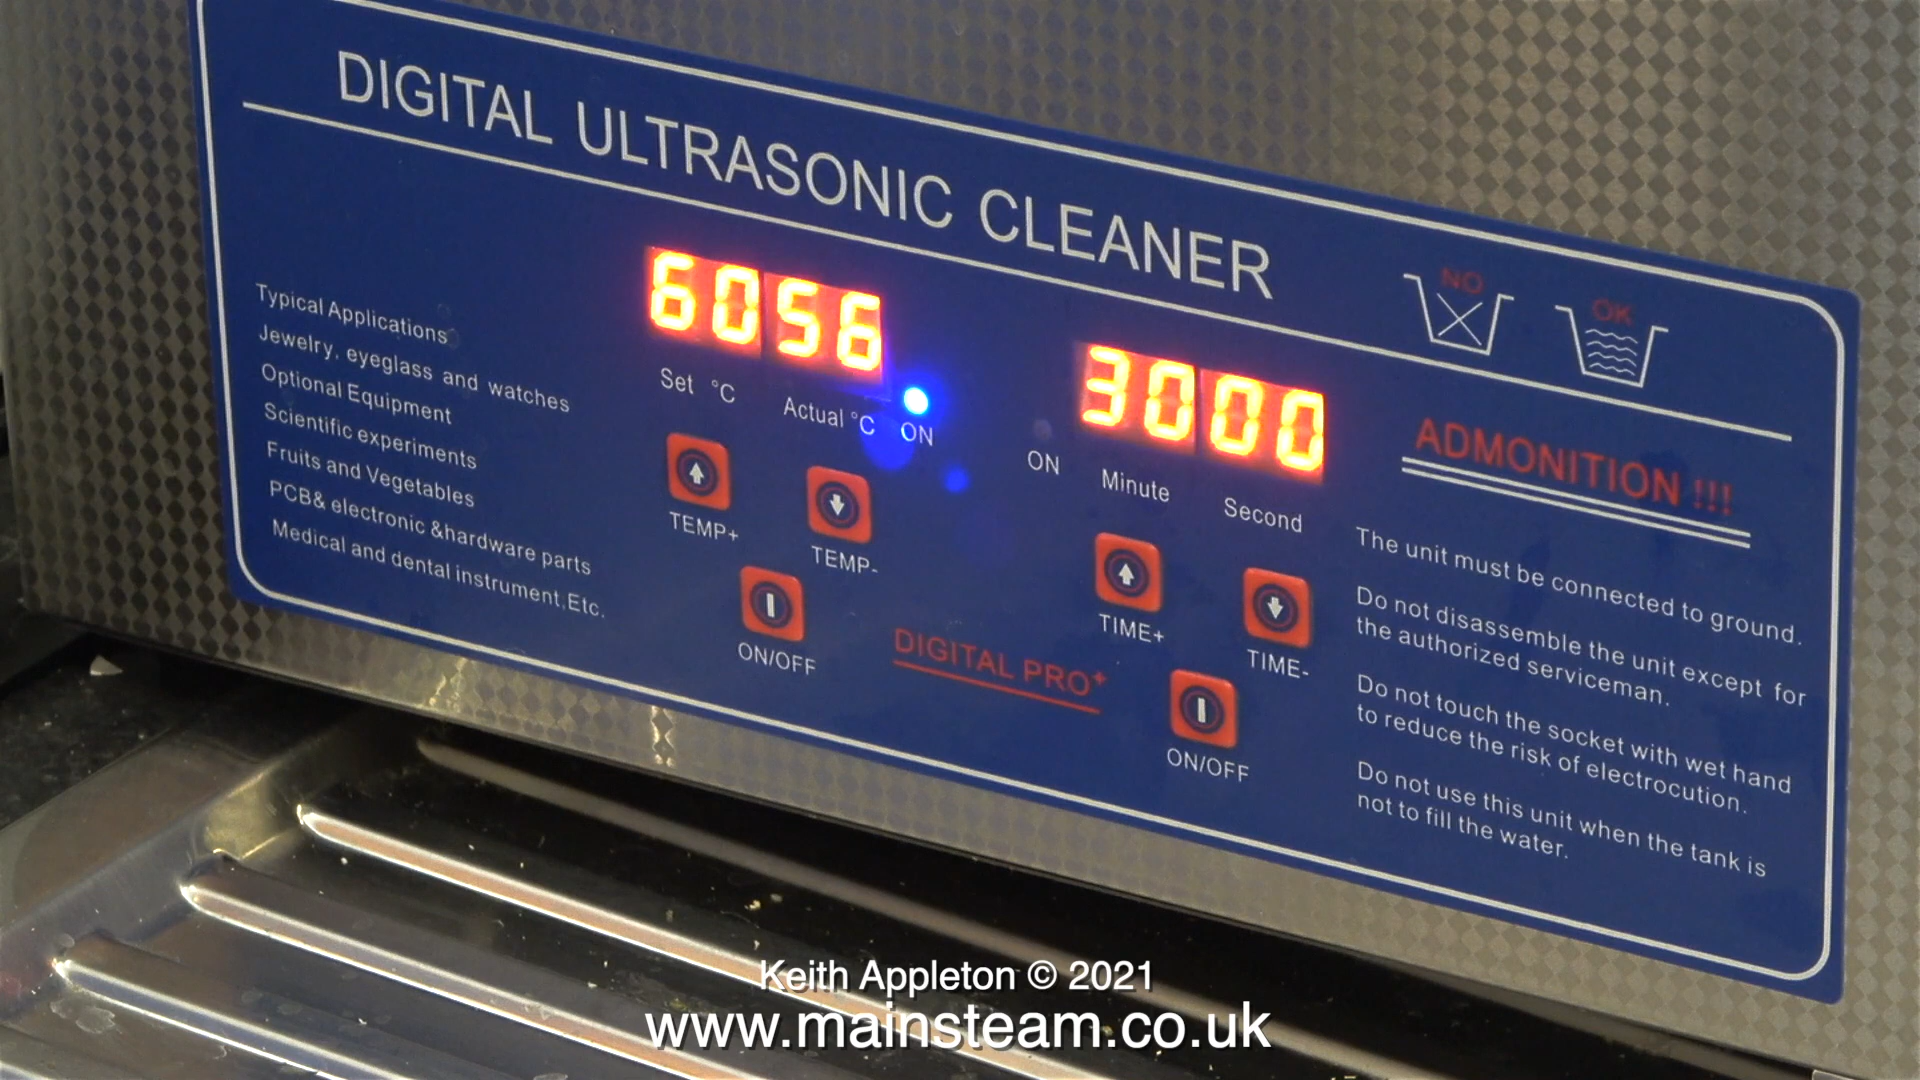 DIGITAL ULTRASONIC CLEANER
Typical Applications
Jewelry, eyeglass and watches
Optional Equipment
Scientific experiments
Fruits and Vegetables
PCB& electronic &hardware parts
Medical and dental instrument,Etc.
6056
Set °C
Actual °C
ON
TEMP+
TEMP-
ON/OFF
DIGITAL PRO+
3000
ON
Minute
Second
TIME+
TIME-
ON/OFF
NO
OK
ADMONITION !!!
The unit must be connected to ground.
Do not disassemble the unit except for
the authorized serviceman.
Do not touch the socket with wet hand
to reduce the risk of electrocution.
Do not use this unit when the tank is
not to fill the water.
Keith Appleton © 2021
www.mainsteam.co.uk